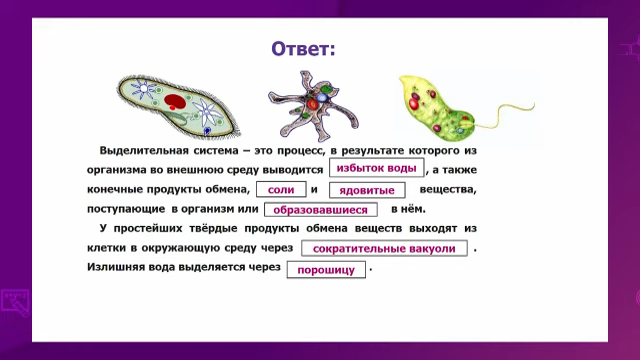 Ответ:
Выделительная система – это процесс, в результате которого из
организма во внешнюю среду выводится избыток воды , а также
конечные продукты обмена, соли и ядовитые вещества,
поступающие в организм или образовавшиеся в нём.
У простейших твёрдые продукты обмена веществ выходят из
клетки в окружающую среду через сократительные вакуоли .
Излишняя вода выделяется через порошицу .